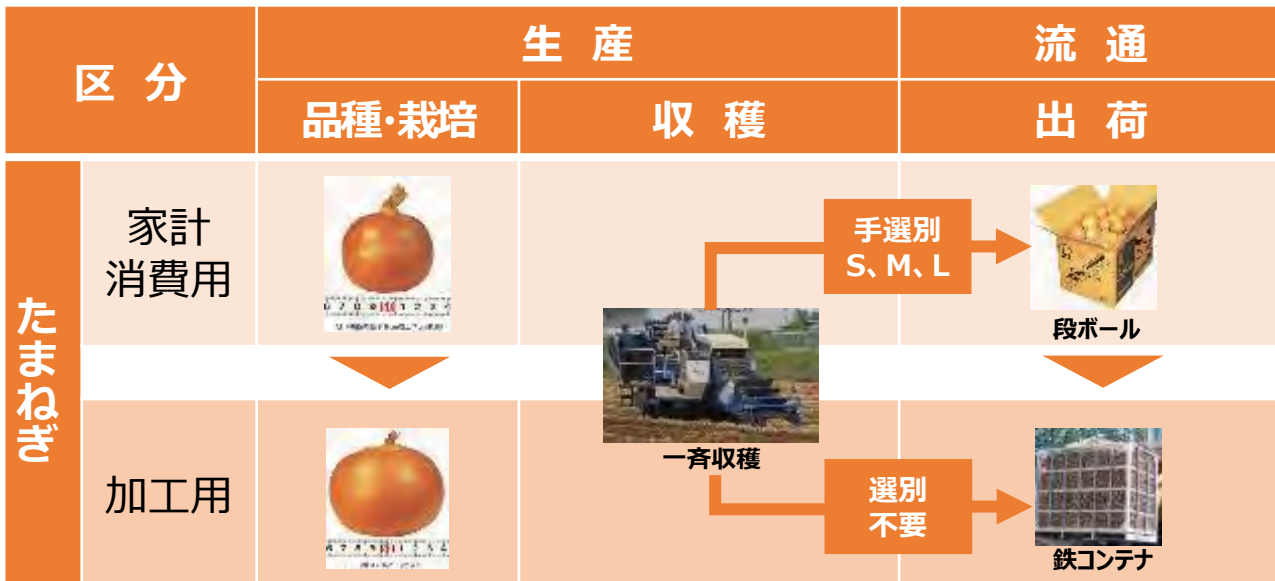 区 分
生 産
流 通
品種・栽培
収 穫
出 荷
たまねぎ
家計
消費用
手選別
S、M、L
段ボール
一斉収穫
加工用
選別
不要
鉄コンテナ